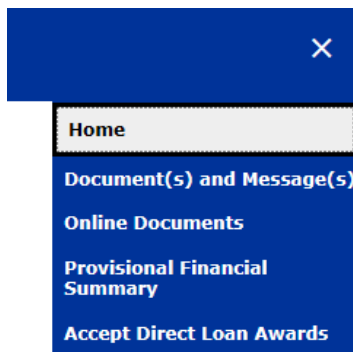 Home
Document(s) and Message(s)
Online Documents
Provisional Financial
Summary
Accept Direct Loan Awards